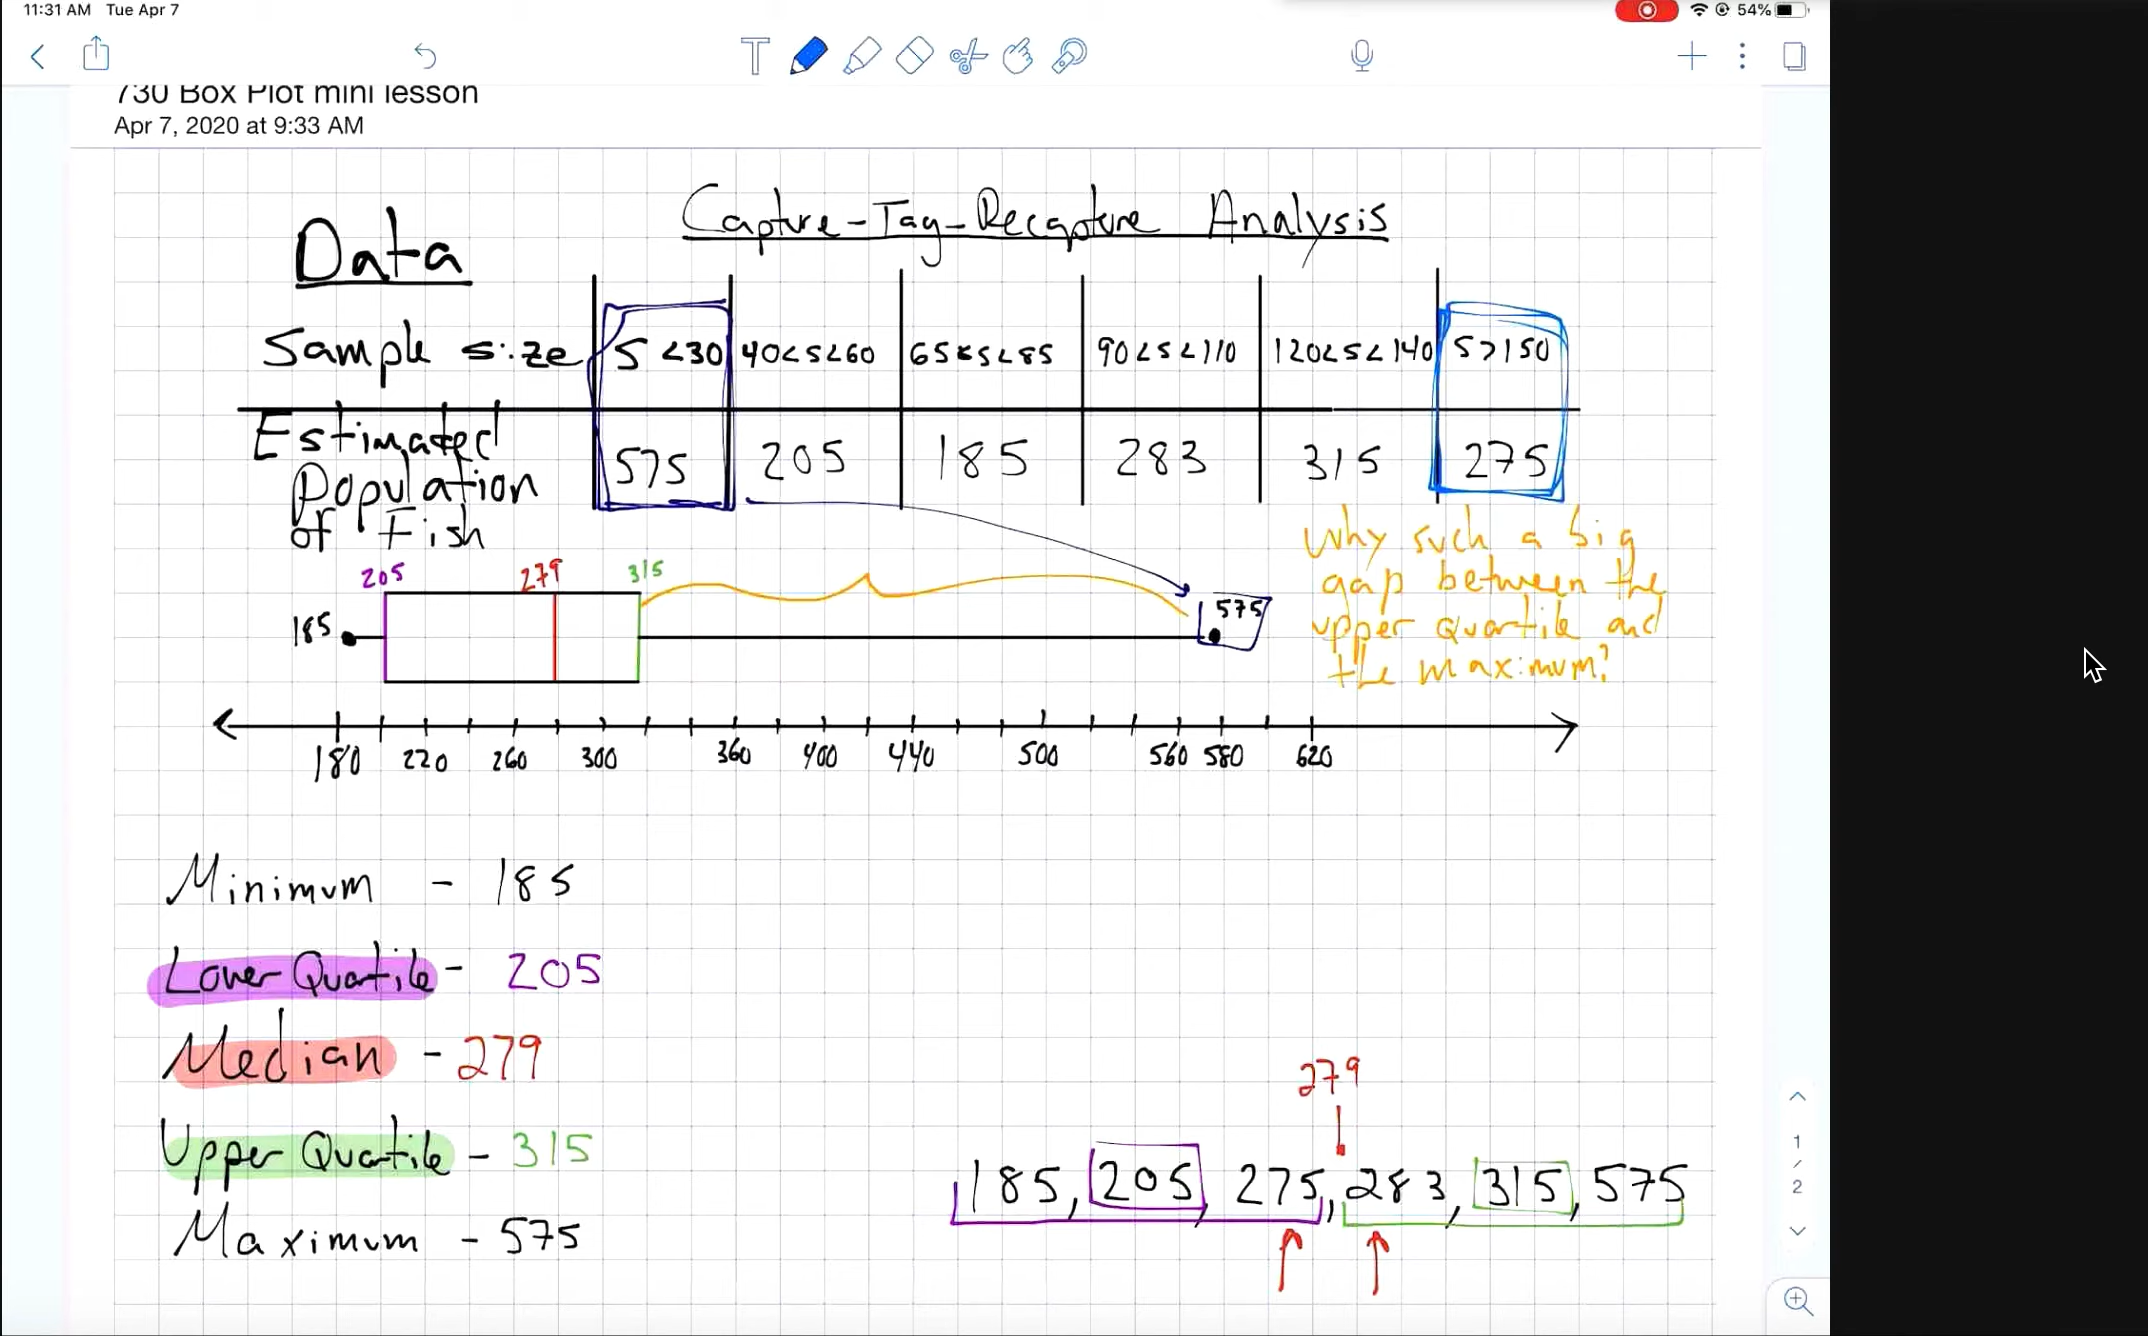 11:31 AM Tue Apr 7
54%
730 Box Plot mini lesson
Apr 7, 2020 at 9:33 AM
Capture-Tag-Recapture Analysis
Data
Sample size S<30 40<S<60 65<S<85 90<S<110 120<S<140 S>150
Estimated Population of Fish 575 205 185 283 315 275
Why such a big
gap between the
upper quartile and
the maximum?
205 279 315
185 575
180 220 260 300 360 400 440 500 560 580 620
Minimum - 185
Lower Quartile - 205
Median - 279
Upper Quartile - 315
Maximum - 575
279
185, 205, 275, 283, 315, 575
1
/
2